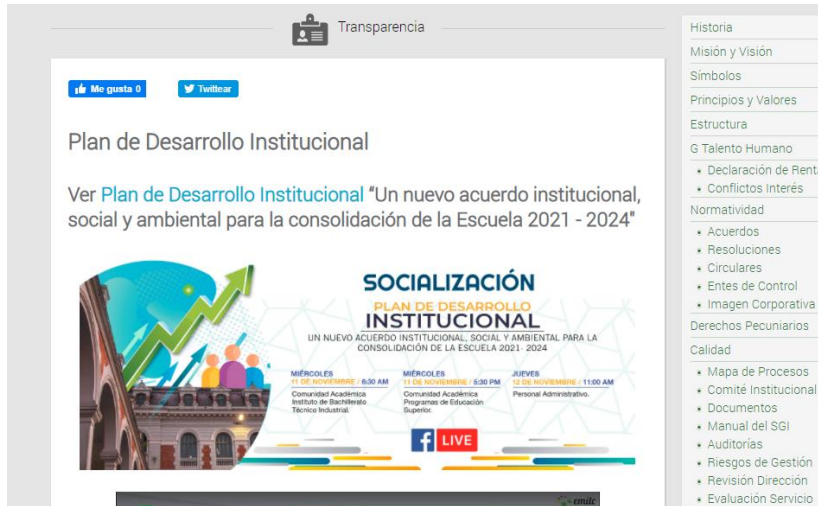 Transparencia
Me gusta 0
Twittear
Plan de Desarrollo Institucional
Ver Plan de Desarrollo Institucional "Un nuevo acuerdo institucional,
social y ambiental para la consolidación de la Escuela 2021 - 2024"
SOCIALIZACIÓN
PLAN DE DESARROLLO
INSTITUCIONAL
UN NUEVO ACUERDO INSTITUCIONAL, SOCIAL Y AMBIENTAL PARA LA
CONSOLIDACIÓN DE LA ESCUELA 2021- 2024
MIÉRCOLES
11 DE NOVIEMBRE / 6:30 AM
Comunidad Académica
Instituto de Bachillerato
Técnico Industrial.
MIÉRCOLES
11 DE NOVIEMBRE / 5:30 PM
Comunidad Académica
Programas de Educación
Superior.
JUEVES
12 DE NOVIEMBRE / 11:00 AM
Personal Administrativo.
f LIVE
Historia
Misión y Visión
Símbolos
Principios y Valores
Estructura
G Talento Humano
Declaración de Rent
Conflictos Interés
Normatividad
Acuerdos
Resoluciones
Circulares
Entes de Control
Imagen Corporativa
Derechos Pecuniarios
Calidad
Mapa de Procesos
Comité Institucional
Documentos
Manual del SGI
Auditorías
Riesgos de Gestión
Revisión Dirección
Evaluación Servicio